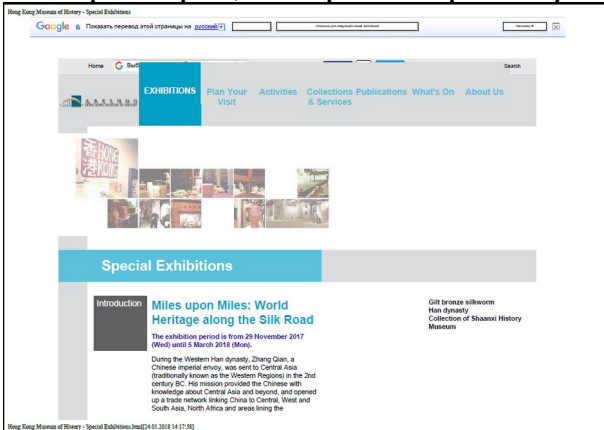 Hong Kong Museum of History - Special Exhibitions
Google Показать перевод этой страницы на русский
Home
Search
EXHIBITIONS
Plan Your Visit
Activities
Collections & Services
Publications
What's On
About Us
香港
HONG KONG
Special Exhibitions
Introduction
Miles upon Miles: World
Heritage along the Silk Road
The exhibition period is from 29 November 2017
(Wed) until 5 March 2018 (Mon).
During the Western Han dynasty, Zhang Qian, a
Chinese imperial envoy, was sent to Central Asia
(traditionally known as the Western Regions) in the 2nd
century BC. His mission provided the Chinese with
knowledge about Central Asia and beyond, and opened
up a trade network linking China to Central, West and
South Asia, North Africa and areas lining the
Gilt bronze silkworm
Han dynasty
Collection of Shaanxi History
Museum
Hong Kong Museum of History - Special Exhibitions.html[24.01.2018 14:17:58]